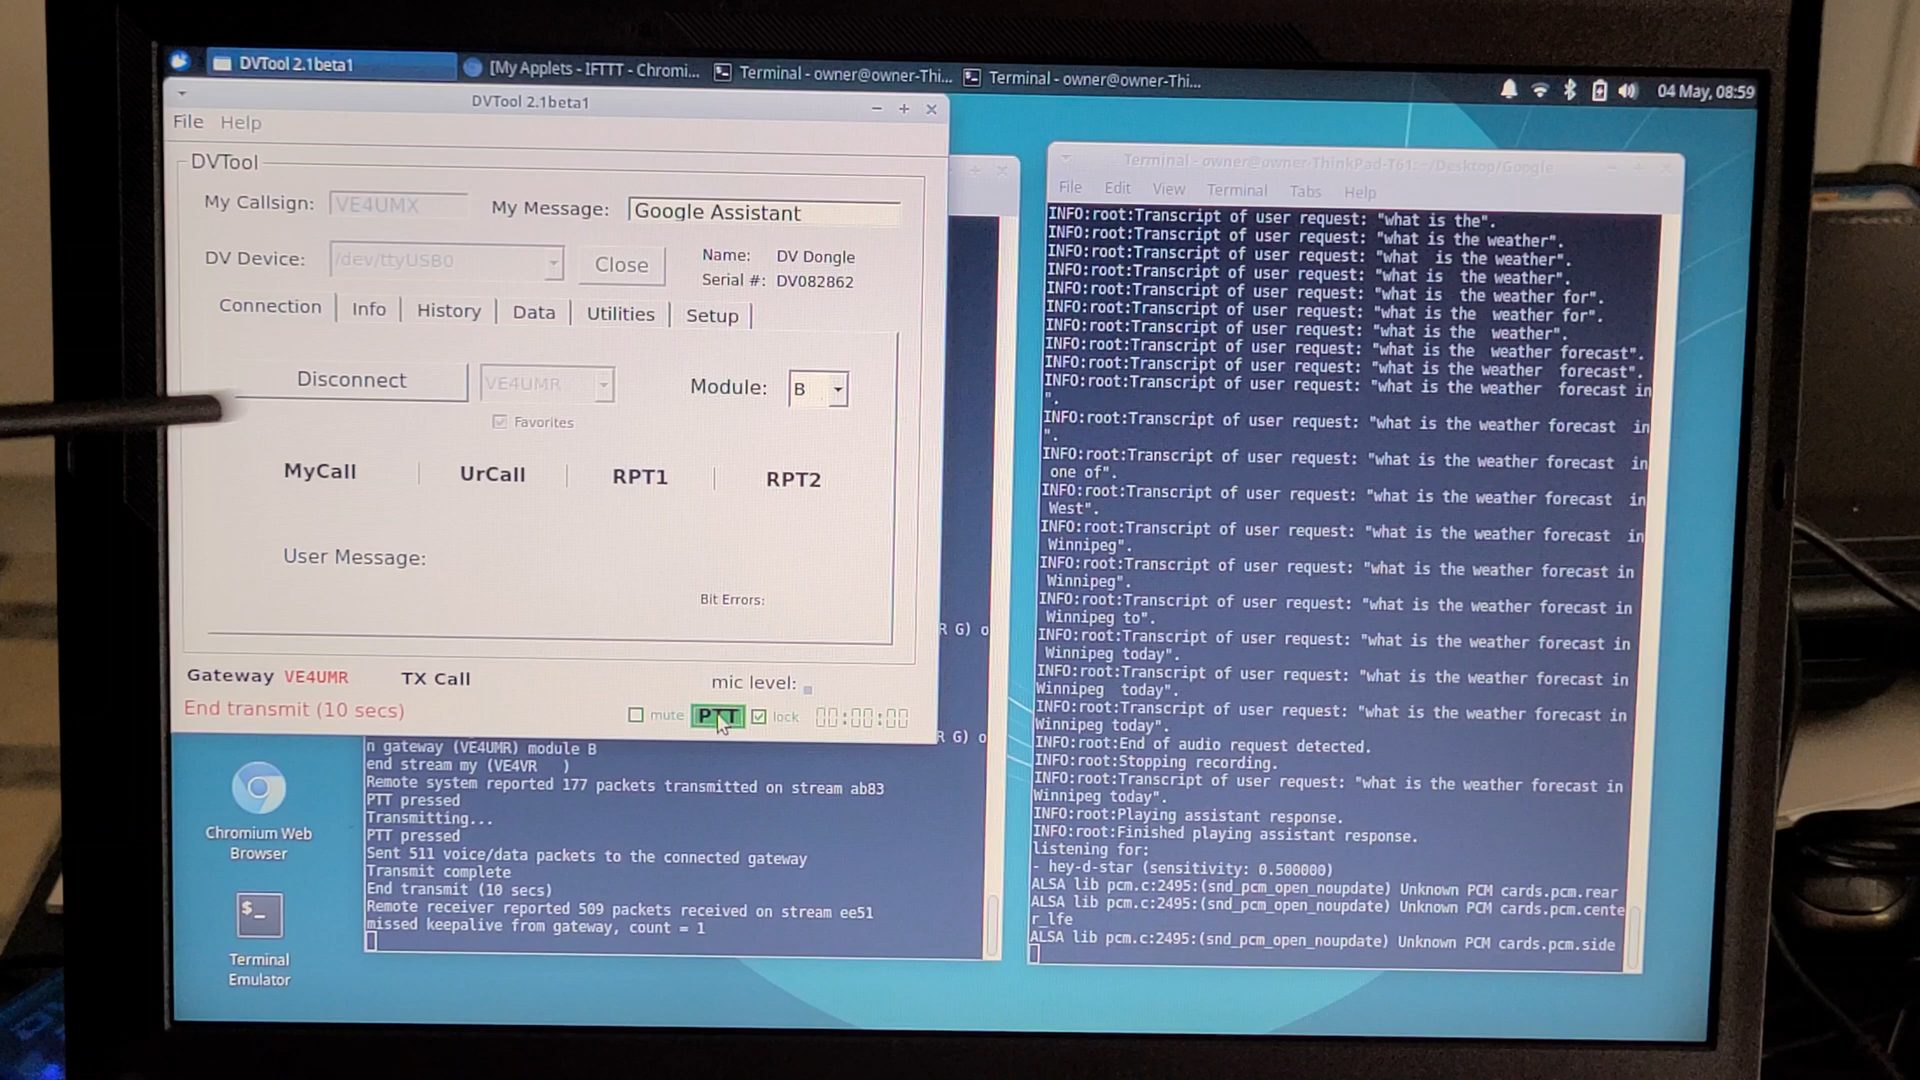 DVTool 2.1beta1
[My Applets - IFTTT - Chromi...
Terminal - owner@owner-Thi...
Terminal - owner@owner-Thi...
04 May, 08:59
DVTool 2.1beta1
File Help
DVTool
My Callsign: VE4UMX My Message: Google Assistant
DV Device: /dev/ttyUSB0 Close
Name: DV Dongle
Serial #: DV082862
Connection Info History Data Utilities Setup
Disconnect VE4UMR Module: B
Favorites
MyCall UrCall RPT1 RPT2
User Message:
Bit Errors:
Gateway VE4UMR TX Call mic level:
End transmit (10 secs) mute PTT lock 00:00:00
R G) o
R G) o
n gateway (VE4UMR) module B
end stream my (VE4VR )
Remote system reported 177 packets transmitted on stream ab83
PTT pressed
Transmitting...
PTT pressed
Sent 511 voice/data packets to the connected gateway
Transmit complete
End transmit (10 secs)
Remote receiver reported 509 packets received on stream ee51
missed keepalive from gateway, count = 1
Chromium Web
Browser
Terminal
Emulator
Terminal - owner@owner-ThinkPad-T61: ~/Desktop/Google
File Edit View Terminal Tabs Help
INFO:root:Transcript of user request: "what is the".
INFO:root:Transcript of user request: "what is the weather".
INFO:root:Transcript of user request: "what  is the weather".
INFO:root:Transcript of user request: "what is  the weather".
INFO:root:Transcript of user request: "what is  the weather for".
INFO:root:Transcript of user request: "what is the  weather for".
INFO:root:Transcript of user request: "what is the  weather".
INFO:root:Transcript of user request: "what is the  weather forecast".
INFO:root:Transcript of user request: "what is the weather  forecast".
INFO:root:Transcript of user request: "what is the weather  forecast in
".
INFO:root:Transcript of user request: "what is the weather forecast  in
".
INFO:root:Transcript of user request: "what is the weather forecast  in
one of".
INFO:root:Transcript of user request: "what is the weather forecast  in
West".
INFO:root:Transcript of user request: "what is the weather forecast  in
Winnipeg".
INFO:root:Transcript of user request: "what is the weather forecast in
Winnipeg".
INFO:root:Transcript of user request: "what is the weather forecast in
Winnipeg to".
INFO:root:Transcript of user request: "what is the weather forecast in
Winnipeg today".
INFO:root:Transcript of user request: "what is the weather forecast in
Winnipeg  today".
INFO:root:Transcript of user request: "what is the weather forecast in
Winnipeg today".
INFO:root:End of audio request detected.
INFO:root:Stopping recording.
INFO:root:Transcript of user request: "what is the weather forecast in
Winnipeg today".
INFO:root:Playing assistant response.
INFO:root:Finished playing assistant response.
listening for:
- hey-d-star (sensitivity: 0.500000)
ALSA lib pcm.c:2495:(snd_pcm_open_noupdate) Unknown PCM cards.pcm.rear
ALSA lib pcm.c:2495:(snd_pcm_open_noupdate) Unknown PCM cards.pcm.cente
r_lfe
ALSA lib pcm.c:2495:(snd_pcm_open_noupdate) Unknown PCM cards.pcm.side